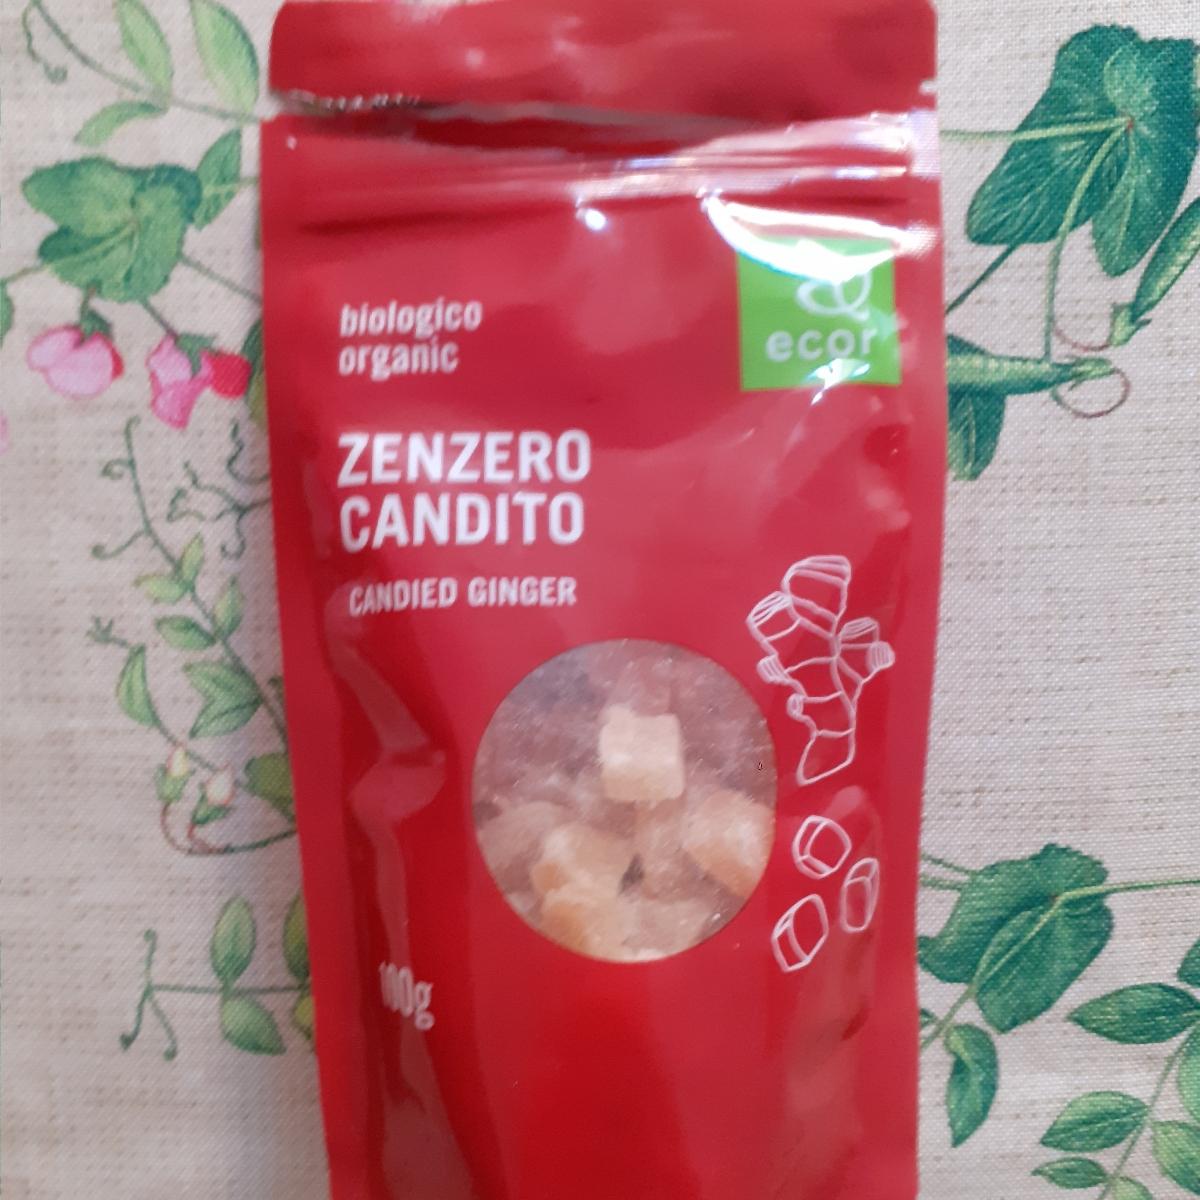 biologico
organic
ecor
ZENZERO
CANDITO
CANDIED GINGER
100g